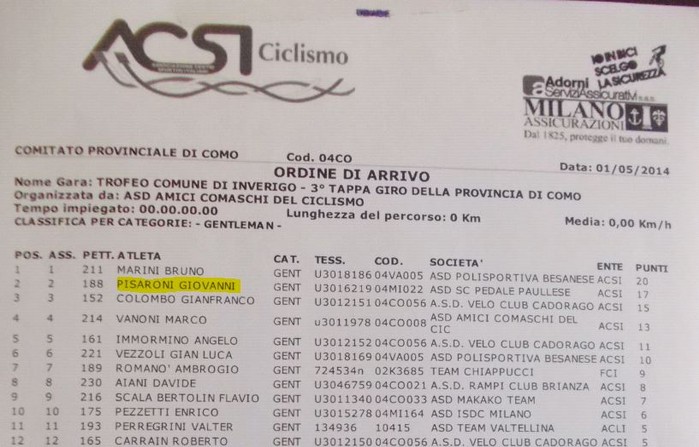 ACSI Ciclismo
IO IN BICI
SCELGO
LA SICUREZZA
Adorni
ServiziAssicurativi s.a.s.
MILANO
ASSICURAZIONI
Dal 1825, protegge il tuo domani.
COMITATO PROVINCIALE DI COMO Cod. 04CO
Data: 01/05/2014
ORDINE DI ARRIVO
Nome Gara: TROFEO COMUNE DI INVERIGO - 3° TAPPA GIRO DELLA PROVINCIA DI COMO
Organizzata da: ASD AMICI COMASCHI DEL CICLISMO
Tempo impiegato: 00.00.00.00 Lunghezza del percorso: 0 Km Media: 0,00 Km/h
CLASSIFICA PER CATEGORIE: - GENTLEMAN -
POS. ASS. PETT. ATLETA CAT. TESS. COD. SOCIETA' ENTE PUNTI
1 1 211 MARINI BRUNO GENT U3018186 04VA005 ASD POLISPORTIVA BESANESE ACSI 20
2 2 188 PISARONI GIOVANNI GENT U3016219 04MI022 ASD SC PEDALE PAULLESE ACSI 17
3 3 152 COLOMBO GIANFRANCO GENT U3012151 04CO056 A.S.D. VELO CLUB CADORAGO ACSI 15
4 4 214 VANONI MARCO GENT u3011978 04CO008 ASD AMICI COMASCHI DEL CIC ACSI 13
5 5 161 IMMORMINO ANGELO GENT U3012152 04CO056 A.S.D. VELO CLUB CADORAGO ACSI 11
6 6 221 VEZZOLI GIAN LUCA GENT U3018169 04VA005 ASD POLISPORTIVA BESANESE ACSI 10
7 7 189 ROMANO' AMBROGIO GENT 724534n 02K3685 TEAM CHIAPPUCCI FCI 9
8 8 230 AIANI DAVIDE GENT U3046759 04CO021 A.S.D. RAMPI CLUB BRIANZA ACSI 8
9 9 216 SCALA BERTOLIN FLAVIO GENT U3011340 04CO033 ASD MAKAKO TEAM ACSI 7
10 10 175 PEZZETTI ENRICO GENT U3015278 04MI164 ASD ISDC MILANO ACSI 6
11 11 193 PERREGRINI VALTER GENT 134936 10415 ASD TEAM VALTELLINA ACLI 5
12 12 165 CARRAIN ROBERTO GENT U3012150 04CO056 A.S.D. VELO CLUB CADORAGO ACSI